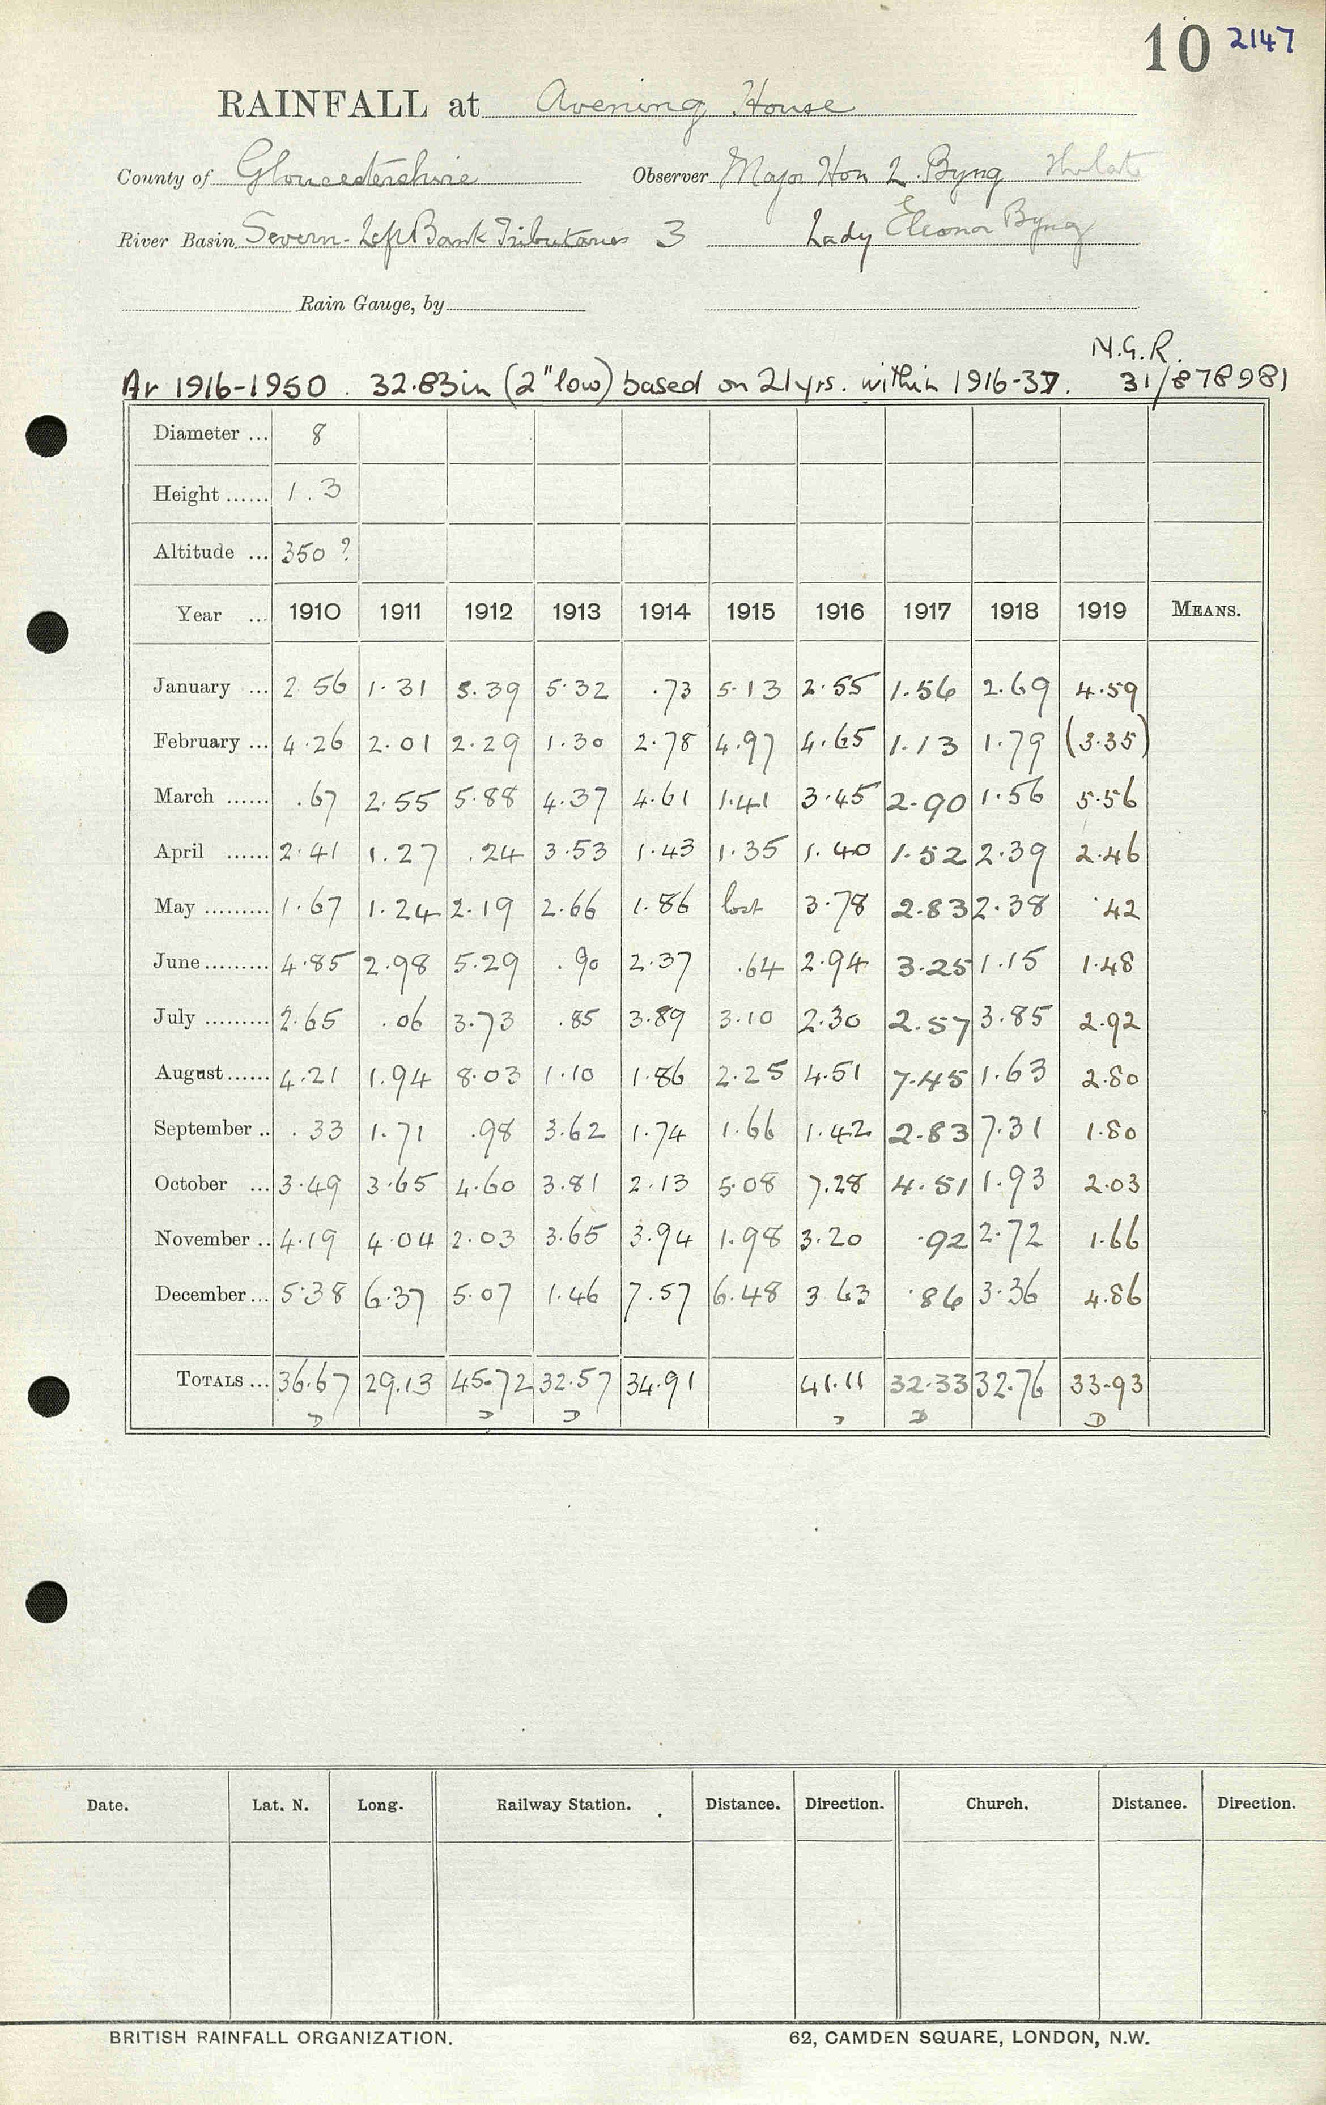 10 2147
RAINFALL at Avening House
County of Gloucestershire Observer Major Hon L. Byng
River Basin Severn - Left Bank Tributaries 3 Lady Eleonor Byng
Rain Gauge, by
N.G.R.
Av 1916-1950. 32.83in (2" low) based on 21yrs. within 1916-37. 31/878981
Diameter ... 8
Height ...... 1.3
Altitude ... 350 ?
Year ... 1910 1911 1912 1913 1914 1915 1916 1917 1918 1919 MEANS.
January ... 2.56 1.31 5.39 5.32 .73 5.13 2.55 1.56 2.69 4.59
February ... 4.26 2.01 2.29 1.30 2.78 4.97 4.65 1.13 1.79 (3.35)
March ...... .67 2.55 5.88 4.37 4.61 1.41 3.45 2.90 1.56 5.56
April ...... 2.41 1.27 .24 3.53 1.43 1.35 1.40 1.52 2.39 2.46
May ......... 1.67 1.24 2.19 2.66 1.86 lost 3.78 2.83 2.38 .42
June ......... 4.85 2.98 5.29 .90 2.37 .64 2.94 3.25 1.15 1.48
July ......... 2.65 .06 3.73 .85 3.89 3.10 2.30 2.57 3.85 2.92
August ...... 4.21 1.94 8.03 1.10 1.86 2.25 4.51 7.45 1.63 2.80
September .. .33 1.71 .98 3.62 1.74 1.66 1.42 2.83 7.31 1.80
October ... 3.49 3.65 4.60 3.81 2.13 5.08 7.28 4.51 1.93 2.03
November .. 4.19 4.04 2.03 3.65 3.94 1.98 3.20 .92 2.72 1.66
December ... 5.38 6.37 5.07 1.46 7.57 6.48 3.63 .86 3.36 4.86
TOTALS ... 36.67 29.13 45.72 32.57 34.91 41.11 32.33 32.76 33.93
D D D D D D
Date. Lat. N. Long. Railway Station. Distance. Direction. Church. Distance. Direction.
BRITISH RAINFALL ORGANIZATION. 62, CAMDEN SQUARE, LONDON, N.W.